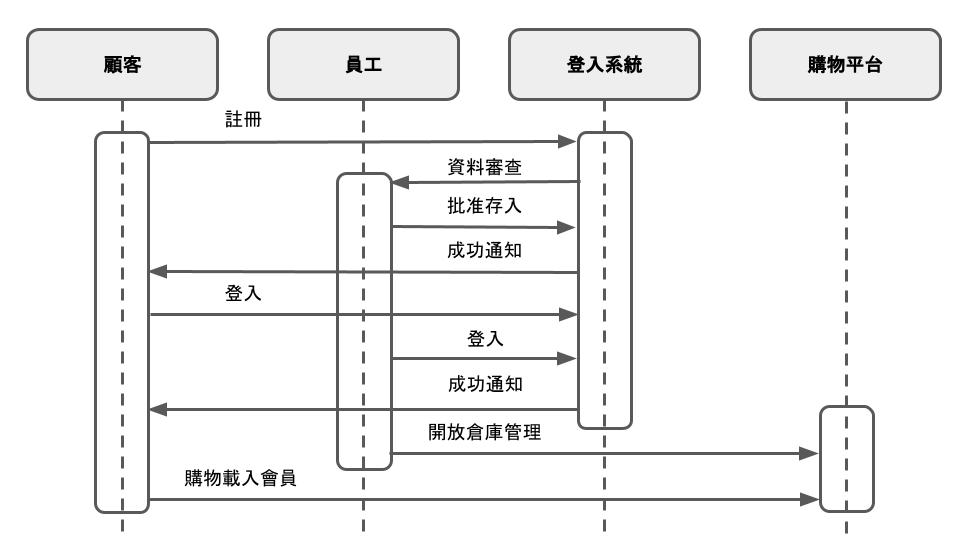 顧客
員工
登入系統
購物平台
註冊
資料審查
批准存入
成功通知
登入
登入
成功通知
開放倉庫管理
購物載入會員